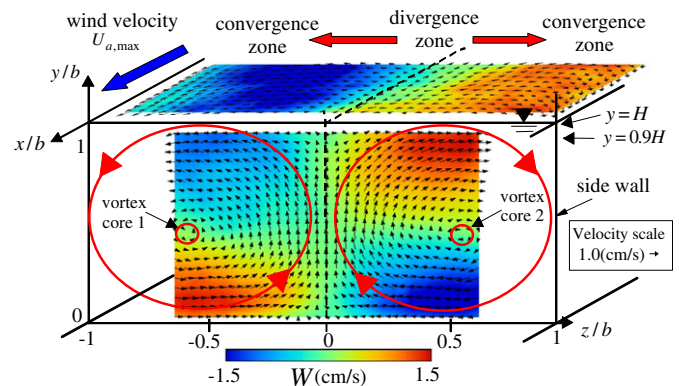 wind velocity
U_{a,max}
convergence
zone
divergence
zone
convergence
zone
y/b
x/b
y=H
y=0.9H
1
vortex
core 1
vortex
core 2
side wall
Velocity scale
1.0(cm/s)
0
-1
-0.5
0
0.5
1
z/b
-1.5
W(cm/s)
1.5